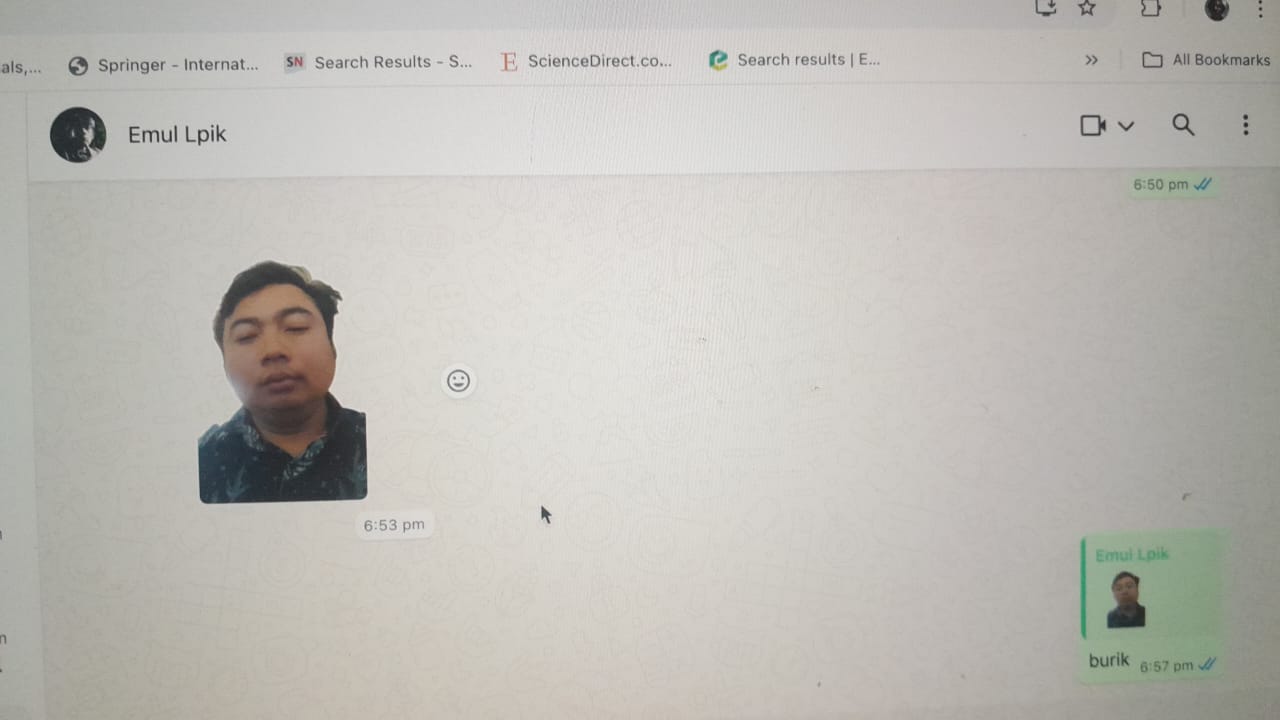 als,...
Springer - Internat...
SN
Search Results - S...
E
ScienceDirect.co...
Search results | E...
All Bookmarks
Emul Lpik
6:50 pm
6:53 pm
Emul Lpik
burik
6:57 pm